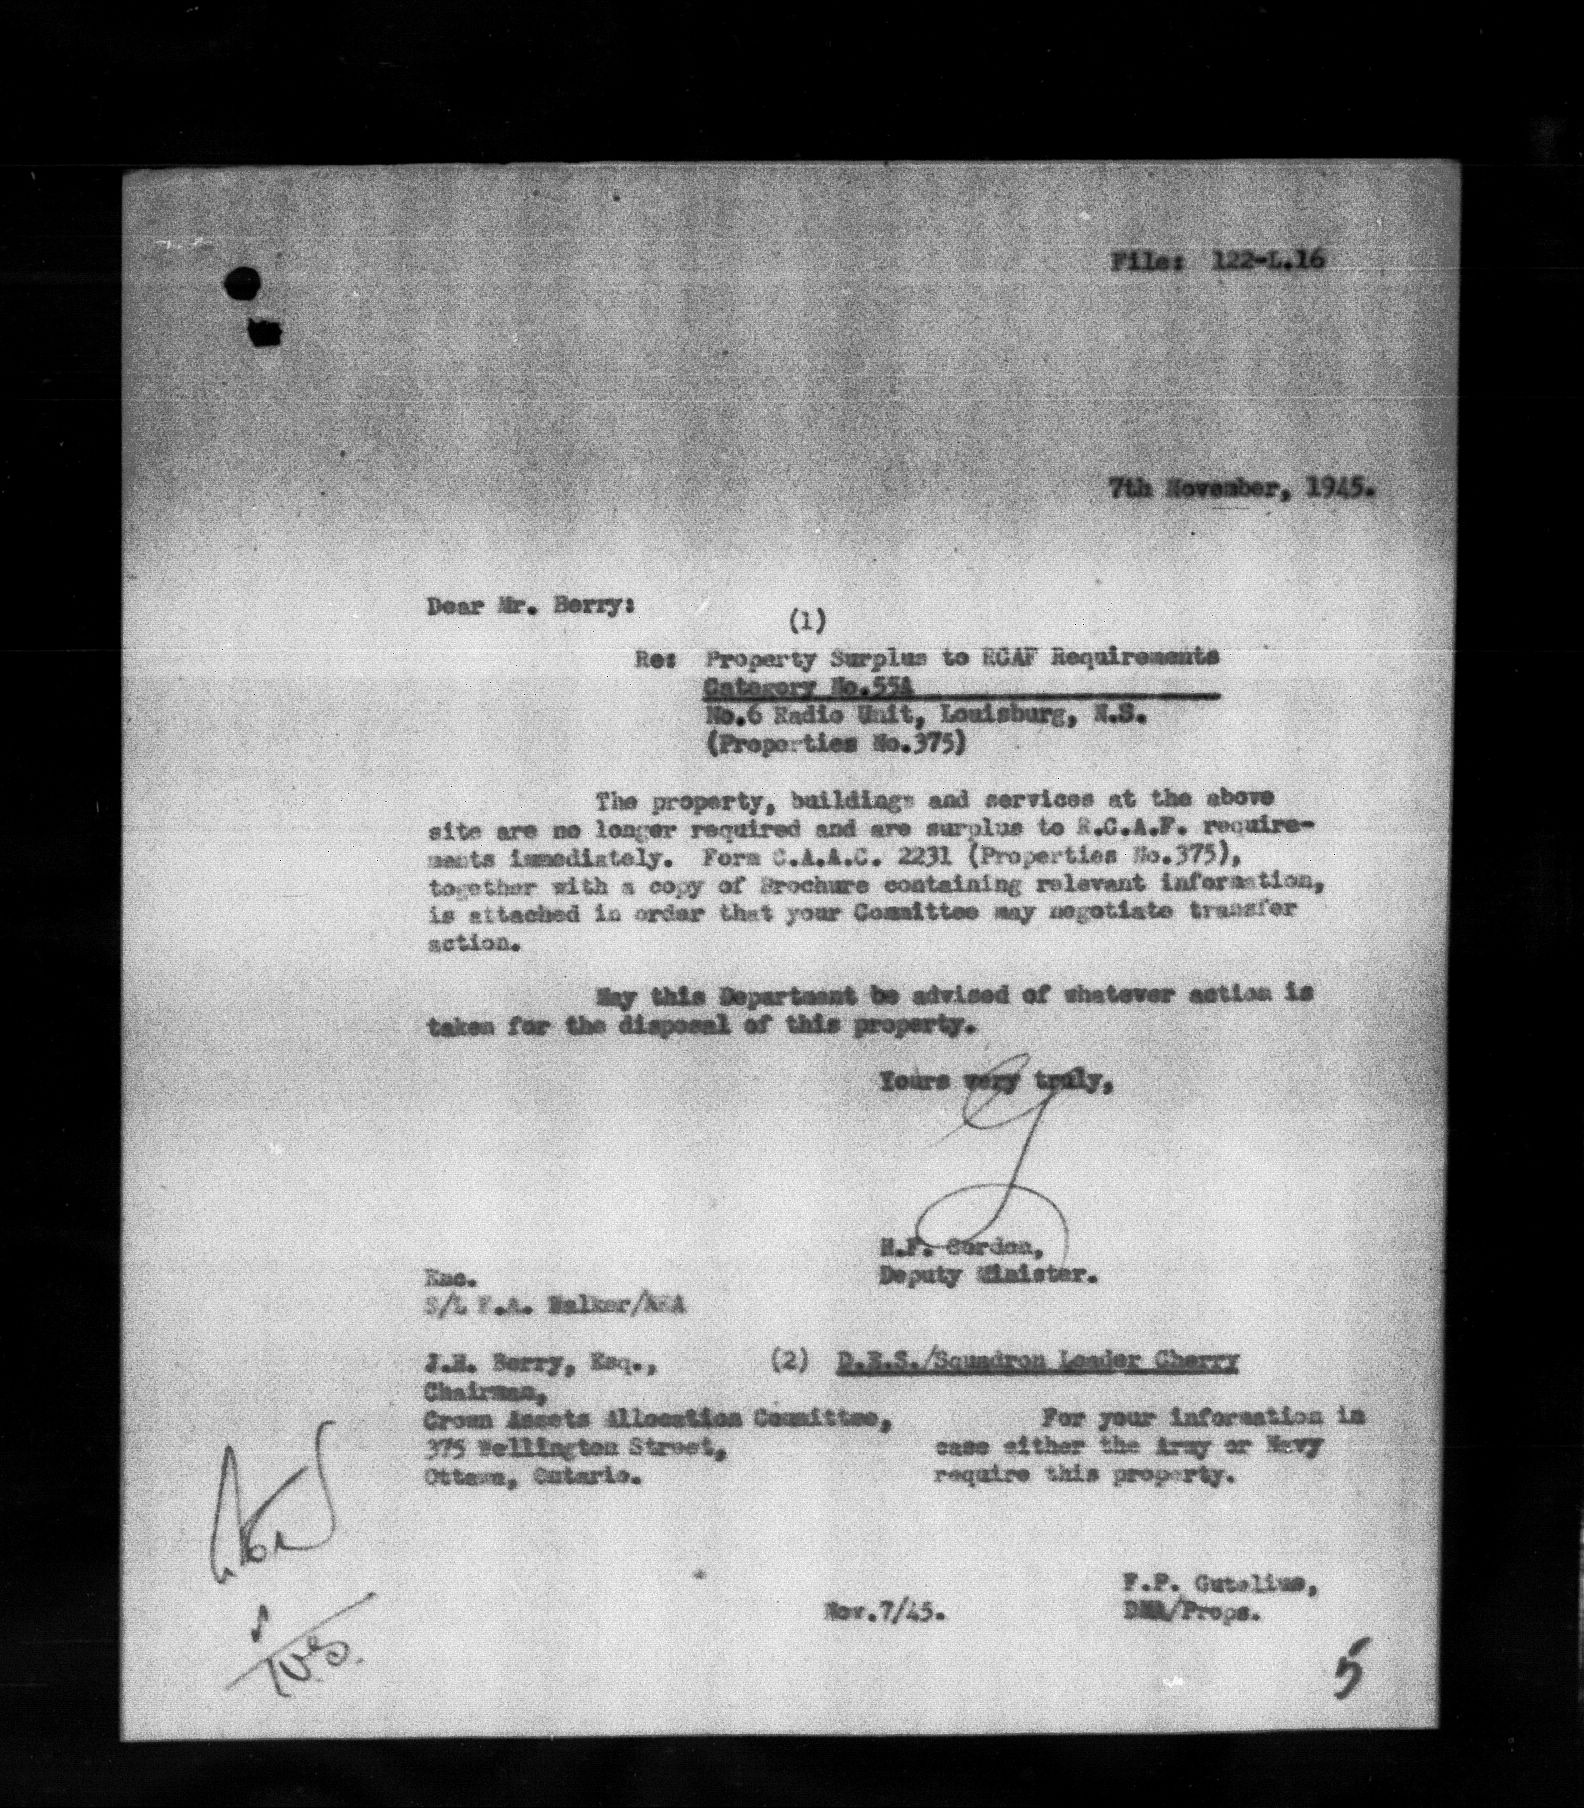 File: 122-L.16
7th November, 1945.
Dear Mr. Berry:
(1)
Re: Property Surplus to RCAF Requirements
Category No.55A
No.6 Radio Unit, Louisburg, N.S.
(Properties No.375)
The property, buildings and services at the above
site are no longer required and are surplus to R.C.A.F. require-
ments immediately. Form C.A.A.C. 2231 (Properties No.375),
together with a copy of Brochure containing relevant information,
is attached in order that your Committee may negotiate transfer
action.
May this Department be advised of whatever action is
taken for the disposal of this property.
Yours very truly,
H.F. Gordon,
Deputy Minister.
Enc.
S/L F.A. Walker/
J.H. Berry, Esq.,
Chairman,
Crown Assets Allocation Committee,
375 Wellington Street,
Ottawa, Ontario.
(2) D.E.S./Squadron Leader Cherry
For your information in
case either the Army or Navy
require this property.
F.P. Gutelius,
Nov.7/45.
DMA/Props.
5